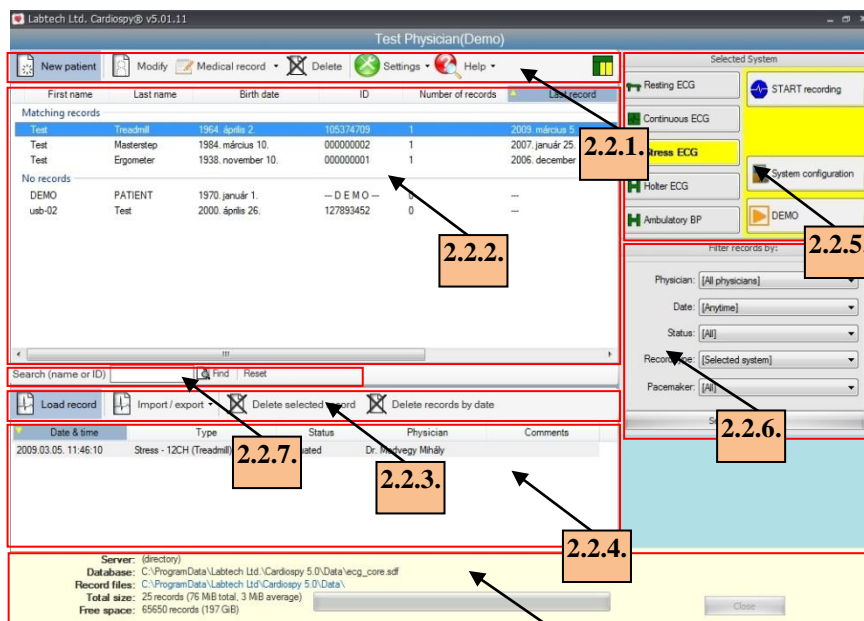 Labtech Ltd. Cardiospy® v5.01.11
Test Physician(Demo)
New patient Modify Medical record Delete Settings Help
Selected System
First name Last name Birth date ID Number of records Last record
Matching records
Test Treadmill 1964. április 2. 105374709 1 2009. március 5.
Test Masterstep 1984. március 10. 000000002 1 2007. január 25.
Test Ergometer 1938. november 10. 000000001 1 2006. december
No records
DEMO PATIENT 1970. január 1. --- D E M O --- 0 ---
usb-02 Test 2000. április 26. 127893452 0 ---
2.2.1.
2.2.2.
Resting ECG START recording
Continuous ECG
Stress ECG
System configuration
Holter ECG
Ambulatory BP DEMO
2.2.5.
Filter records by:
Physician: [All physicians]
Date: [Anytime]
Status: [All]
Record type: [Selected system]
Pacemaker: [All]
2.2.6.
Search (name or ID) Find Reset
Load record Import / export Delete selected record Delete records by date
2.2.7.
2.2.3.
Date & time Type Status Physician Comments
2009.03.05. 11:46:10 Stress - 12CH (Treadmill) Dr. Medvegy Mihály
2.2.4.
Server: (directory)
Database: C:\ProgramData\Labtech Ltd.\Cardiospy 5.0\Data\ecg_core.sdf
Record files: C:\ProgramData\Labtech Ltd\Cardiospy 5.0\Data\
Total size: 25 records (76 MiB total, 3 MiB average)
Free space: 65650 records (197 GiB)
Close